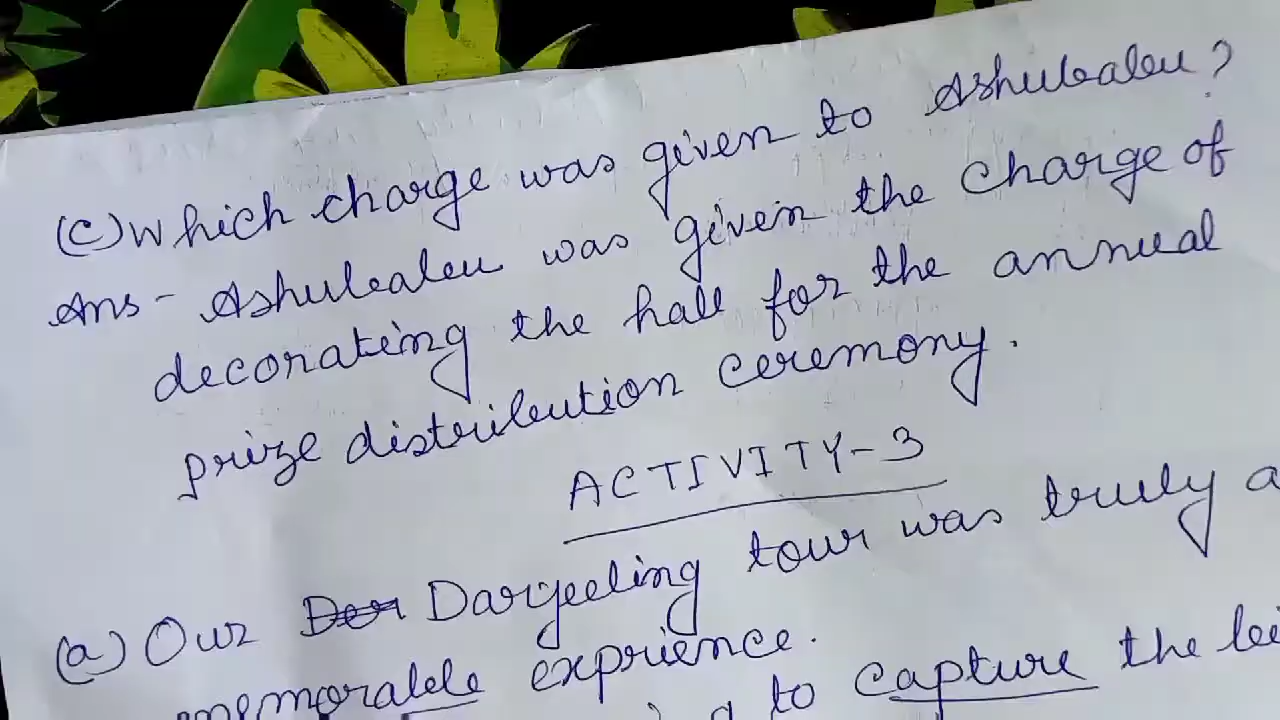 (c) Which charge was given to Ashubabu?
Ans - Ashubabu was given the charge of
decorating the hall for the annual
prize distribution ceremony.
ACTIVITY-3
(a) Our Darjeeling tour was truly a
memorable exprience.
to capture the